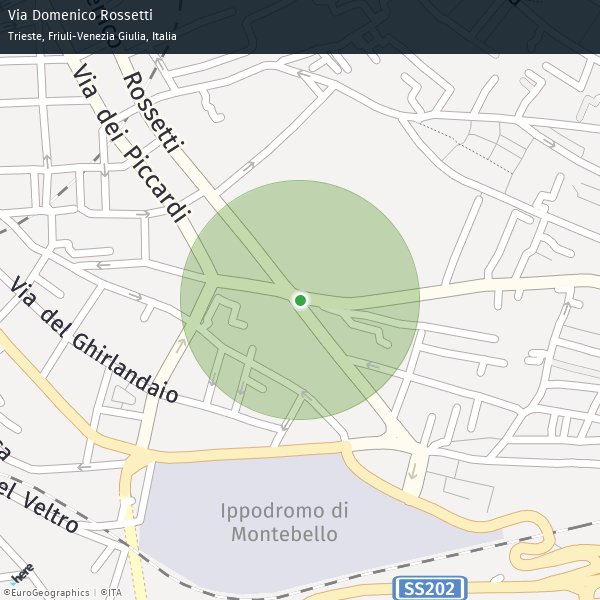 Via Domenico Rossetti
Trieste, Friuli-Venezia Giulia, Italia
Rossetti
Via dei Piccardi
Via del Ghirlandaio
el Veltro
Ippodromo di
Montebello
SS202
here
©EuroGeographics | ©ITA